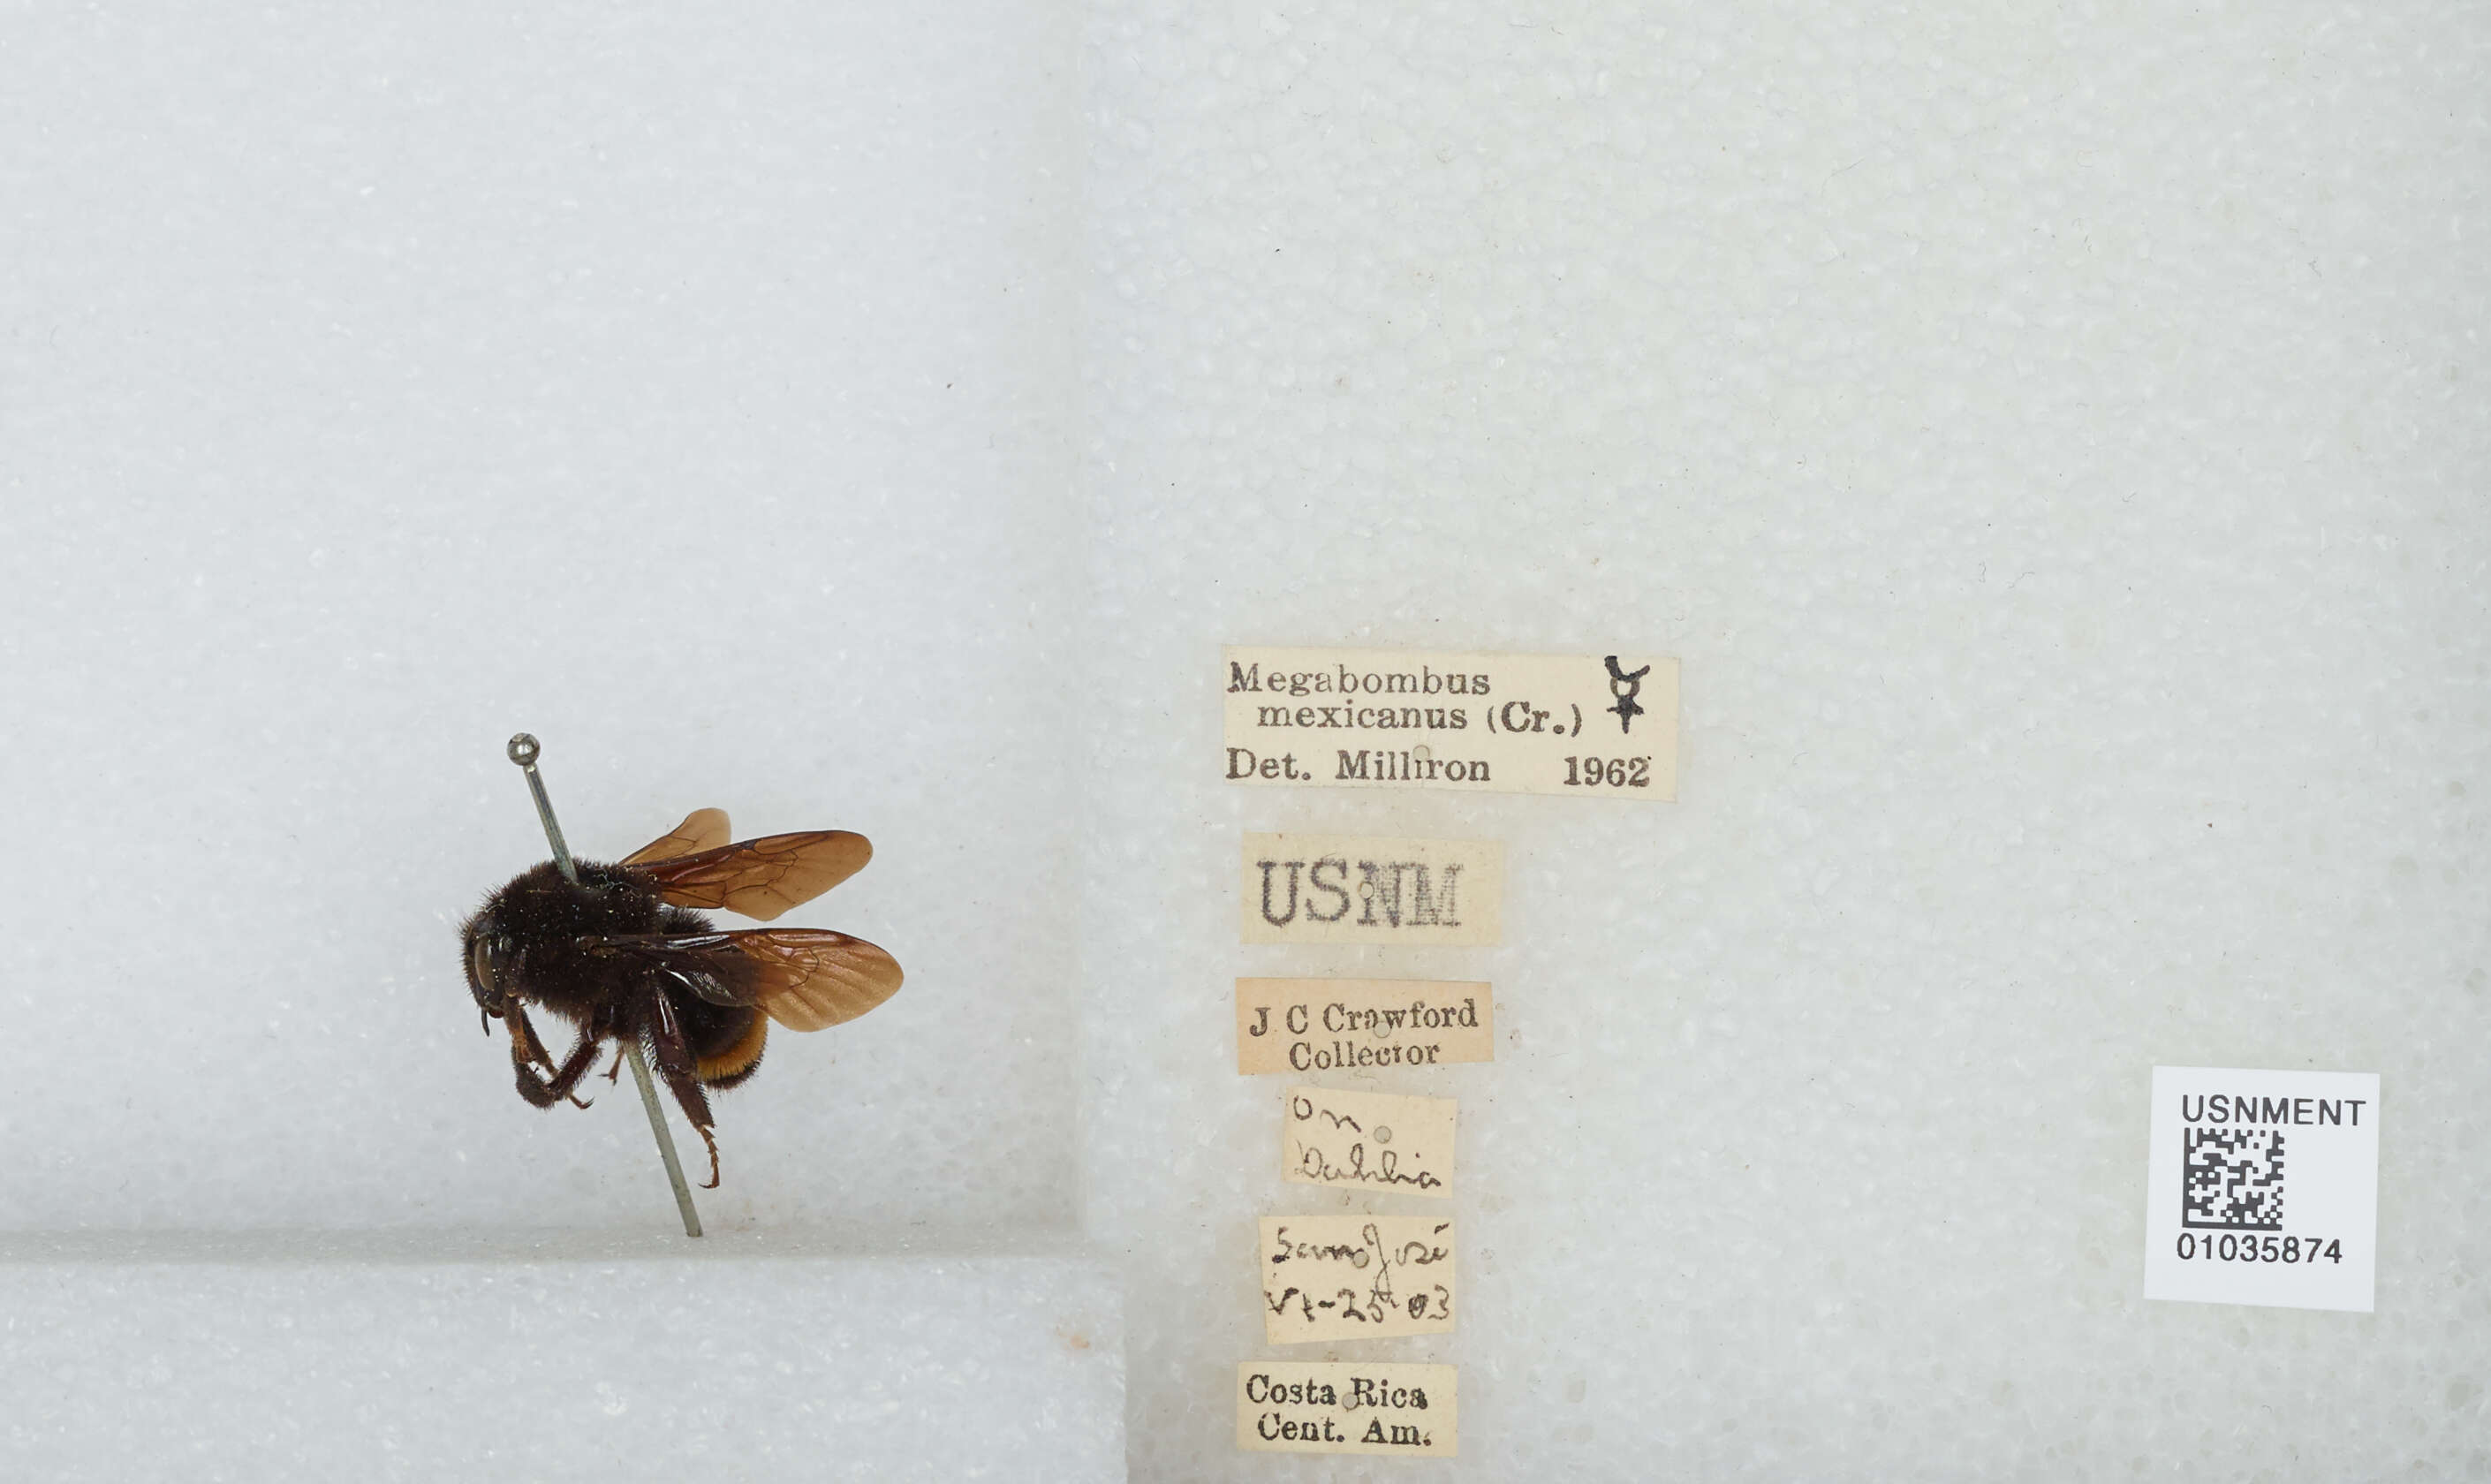 Megabombus ☿
mexicanus (Cr.)
Det. Milliron 1962
USNM
J C Crawford
Collector
On
Dahlia
San José
VI-25-03
Costa Rica
Cent. Am.
USNMENT
01035874